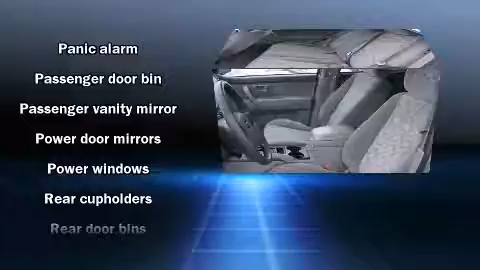 Panic alarm
Passenger door bin
Passenger vanity mirror
Power door mirrors
Power windows
Rear cupholders
Rear door bins